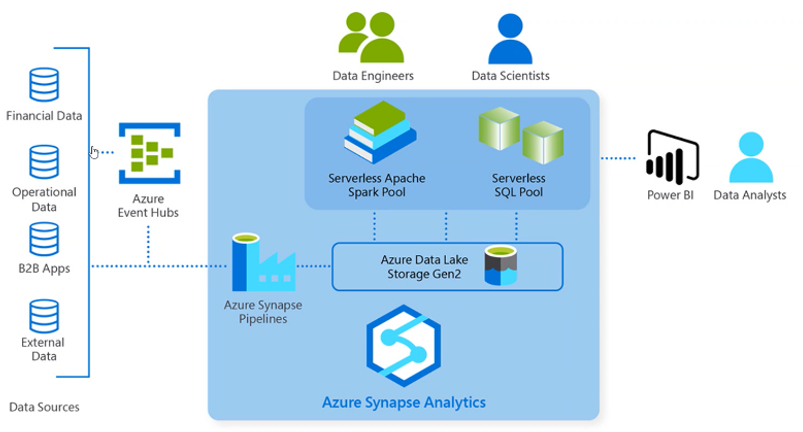 Data Engineers
Data Scientists
Financial Data
Operational
Data
B2B Apps
External
Data
Data Sources
Azure
Event Hubs
Serverless Apache
Spark Pool
Serverless
SQL Pool
Power BI
Data Analysts
Azure Synapse
Pipelines
Azure Data Lake
Storage Gen2
Azure Synapse Analytics